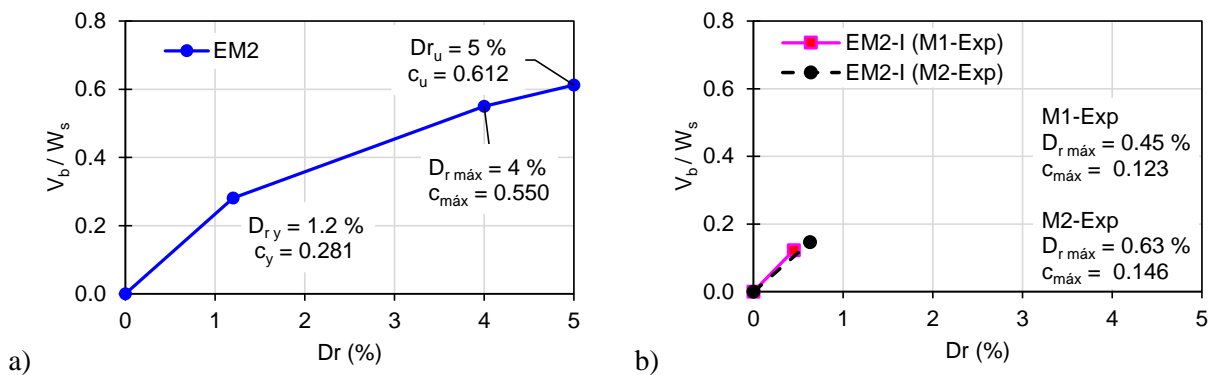 0.8
0.6
0.4
0.2
0.0
V_b / W_s
EM2
Dr_u = 5 %
c_u = 0.612
D_r máx = 4 %
c_máx = 0.550
D_r y = 1.2 %
c_y = 0.281
0 1 2 3 4 5
Dr (%)
a)
0.8
0.6
0.4
0.2
0.0
V_b / W_s
EM2-I (M1-Exp)
EM2-I (M2-Exp)
M1-Exp
D_r máx = 0.45 %
c_máx = 0.123
M2-Exp
D_r máx = 0.63 %
c_máx = 0.146
0 1 2 3 4 5
Dr (%)
b)